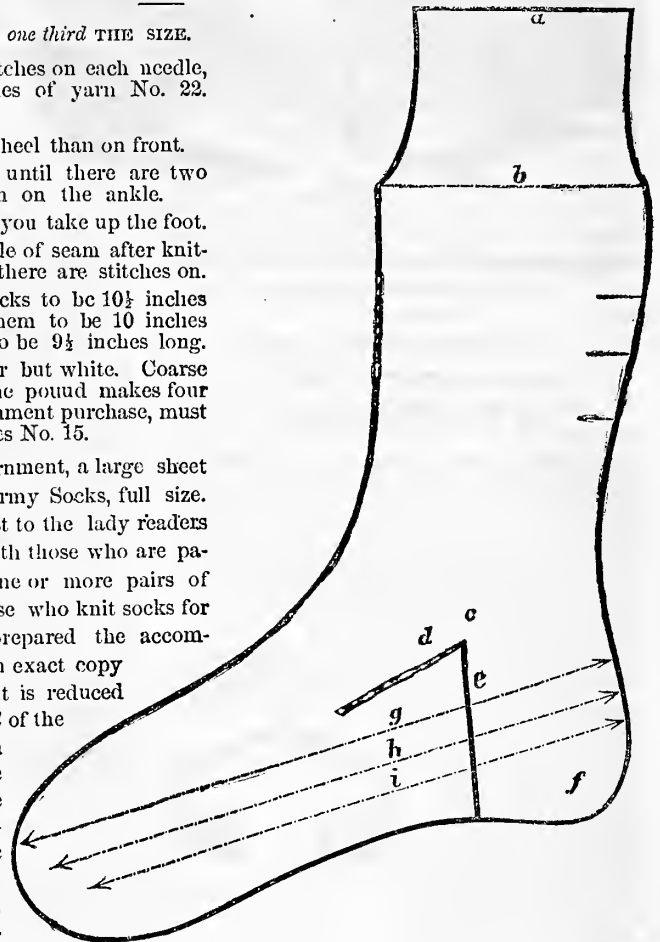 one third THE SIZE.
tches on each needle,
es of yarn No. 22.
heel than on front.
until there are two
n on the ankle.
you take up the foot.
le of seam after knit-
there are stitches on.
cks to be 10½ inches
hem to be 10 inches
o be 9½ inches long.
r but white. Coarse
e pound makes four
nment purchase, must
s No. 15.
ernment, a large sheet
rmy Socks, full size.
t to the lady readers
th those who are pa-
ne or more pairs of
se who knit socks for
repared the accom-
n exact copy
t is reduced
of the
a
b
c
d
e
g
h
i
f